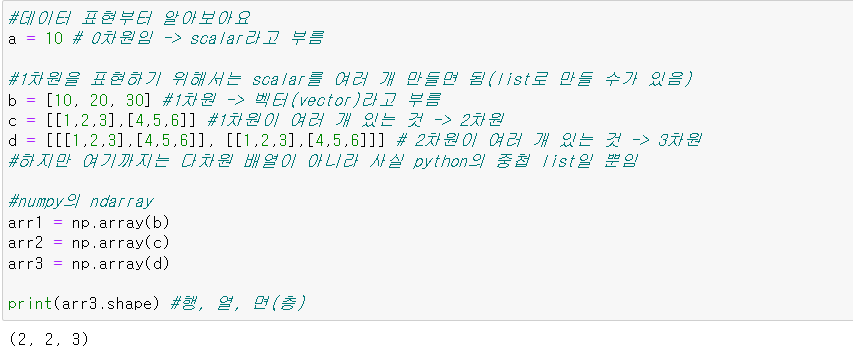 #데이터 표현부터 알아보아요
a = 10 # 0차원임 -> scalar라고 부름
#1차원을 표현하기 위해서는 scalar를 여러 개 만들면 됨(list로 만들 수가 있음)
b = [10, 20, 30] #1차원 -> 벡터(vector)라고 부름
c = [[1,2,3],[4,5,6]] #1차원이 여러 개 있는 것 -> 2차원
d = [[[1,2,3],[4,5,6]], [[1,2,3],[4,5,6]]] # 2차원이 여러 개 있는 것 -> 3차원
#하지만 여기까지는 다차원 배열이 아니라 사실 python의 중첩 list일 뿐임
#numpy의 ndarray
arr1 = np.array(b)
arr2 = np.array(c)
arr3 = np.array(d)
print(arr3.shape) #행, 열, 면(층)
(2, 2, 3)